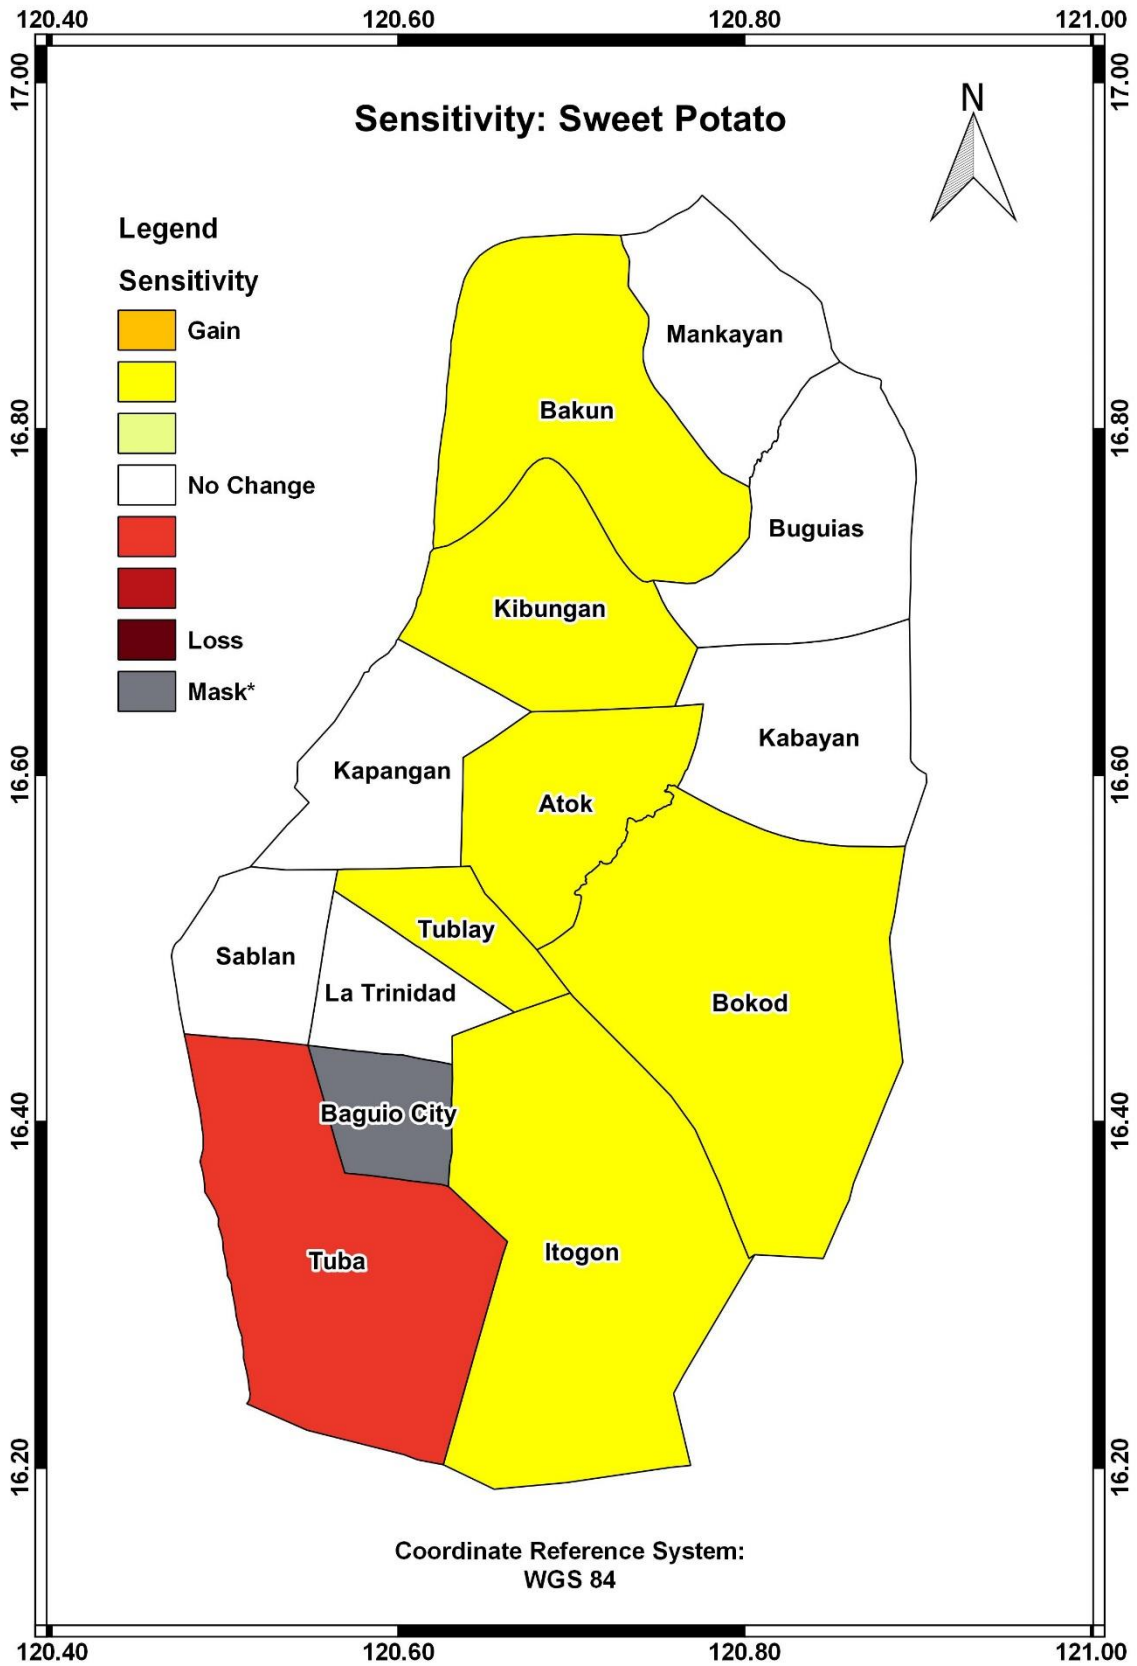 120.40 120.60 120.80 121.00
17.00 17.00
Sensitivity: Sweet Potato
N
Legend
Sensitivity
Gain
No Change
Loss
Mask*
Mankayan
Bakun
16.80 16.80
Buguias
Kibungan
Kabayan
Kapangan
16.60 16.60
Atok
Tublay
Sablan
La Trinidad
Bokod
Baguio City
16.40 16.40
Itogon
Tuba
16.20 16.20
Coordinate Reference System:
WGS 84
120.40 120.60 120.80 121.00